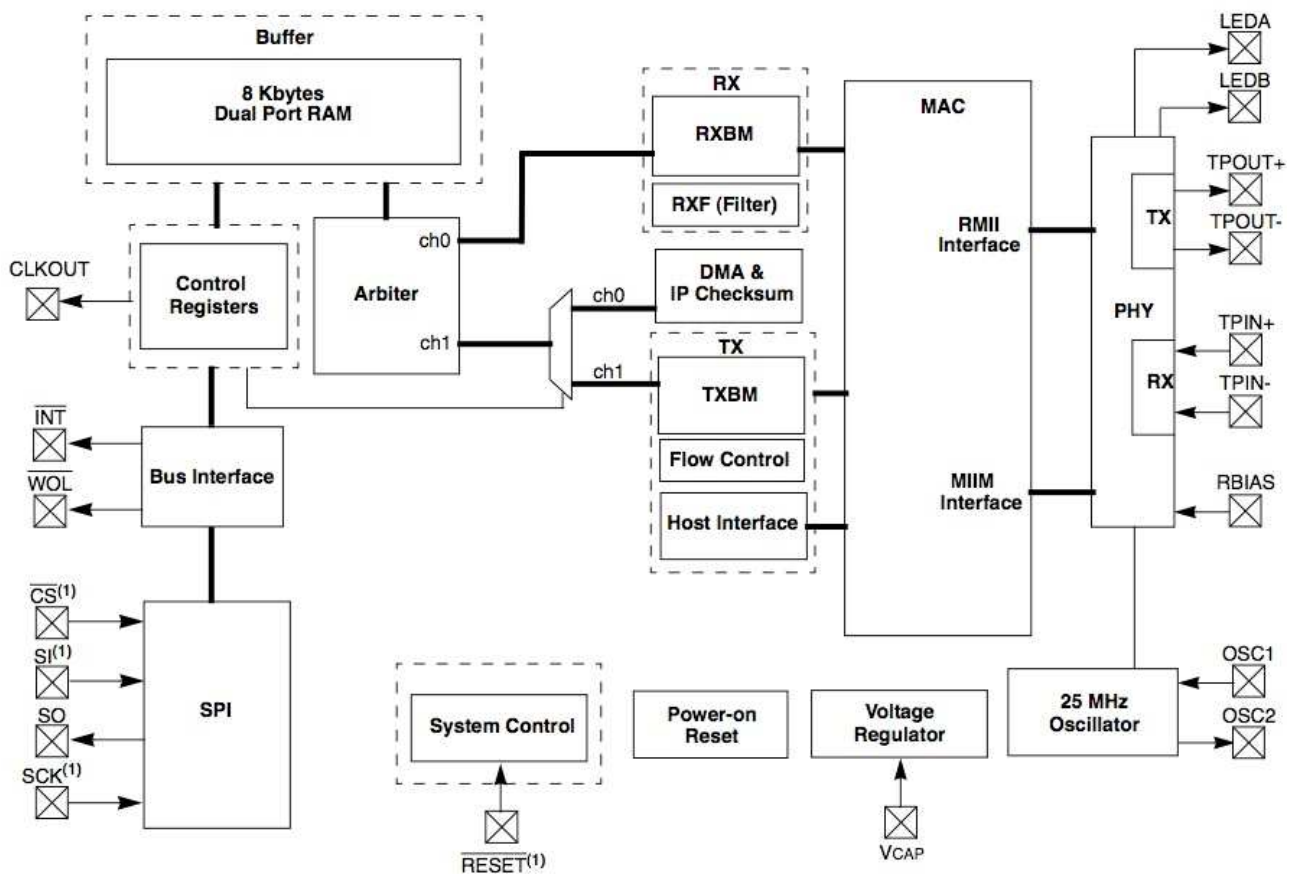 LEDA
Buffer
8 Kbytes
Dual Port RAM
RX
RXBM
RXF (Filter)
MAC
LEDB
TPOUT+
TX
TPOUT-
ch0
RMII
Interface
CLKOUT
Control
Registers
Arbiter
ch1
ch0
DMA &
IP Checksum
PHY
TPIN+
RX
TPIN-
TX
ch1
TXBM
Flow Control
Host Interface
MIIM
Interface
RBIAS
INT
WOL
Bus Interface
CS(1)
SI(1)
SO
SCK(1)
SPI
System Control
RESET(1)
Power-on
Reset
Voltage
Regulator
VCAP
25 MHz
Oscillator
OSC1
OSC2